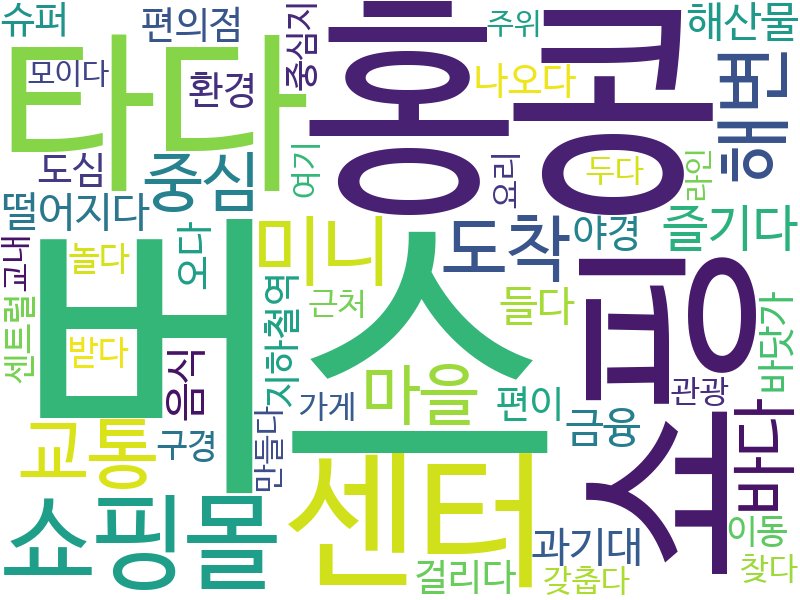 슈퍼
편의점
중심지
주위
해산물
타다
홍콩
모이다
환경
나오다
해변
도심
중심
여기
요리
두다
라인
떨어지다
미니
도착
야경
즐기다
버스
교내
놀다
오다
쇼핑
센트럴
받다
음식
지하철역
근처
들다
바닷가
마을
편이
가게
관광
금융
바다
교통
구경
만들다
쇼핑몰
센터
과기대
이동
걸리다
갖춥다
찾다